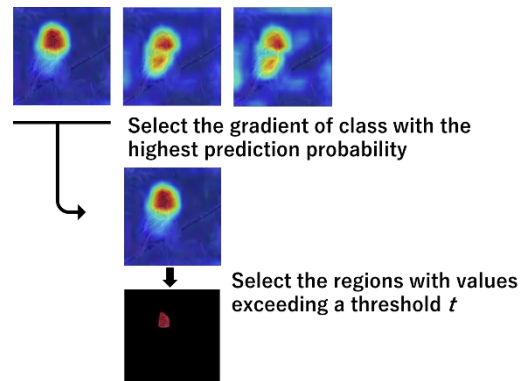 Select the gradient of class with the
highest prediction probability
Select the regions with values
exceeding a threshold t